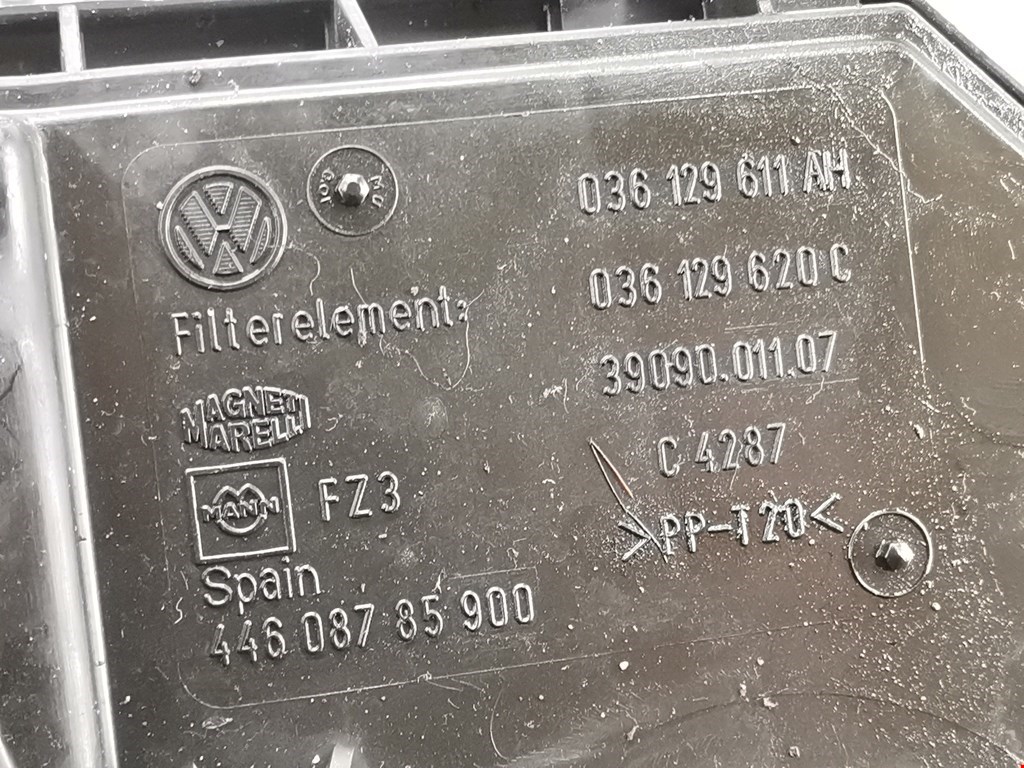 036 129 611 AH
Filterelement: 036 129 620 C
MAGNETI MARELLI 39090.011.07
MANN FZ3 C 4287
>PP-T20<
Spain
446 087 85 900